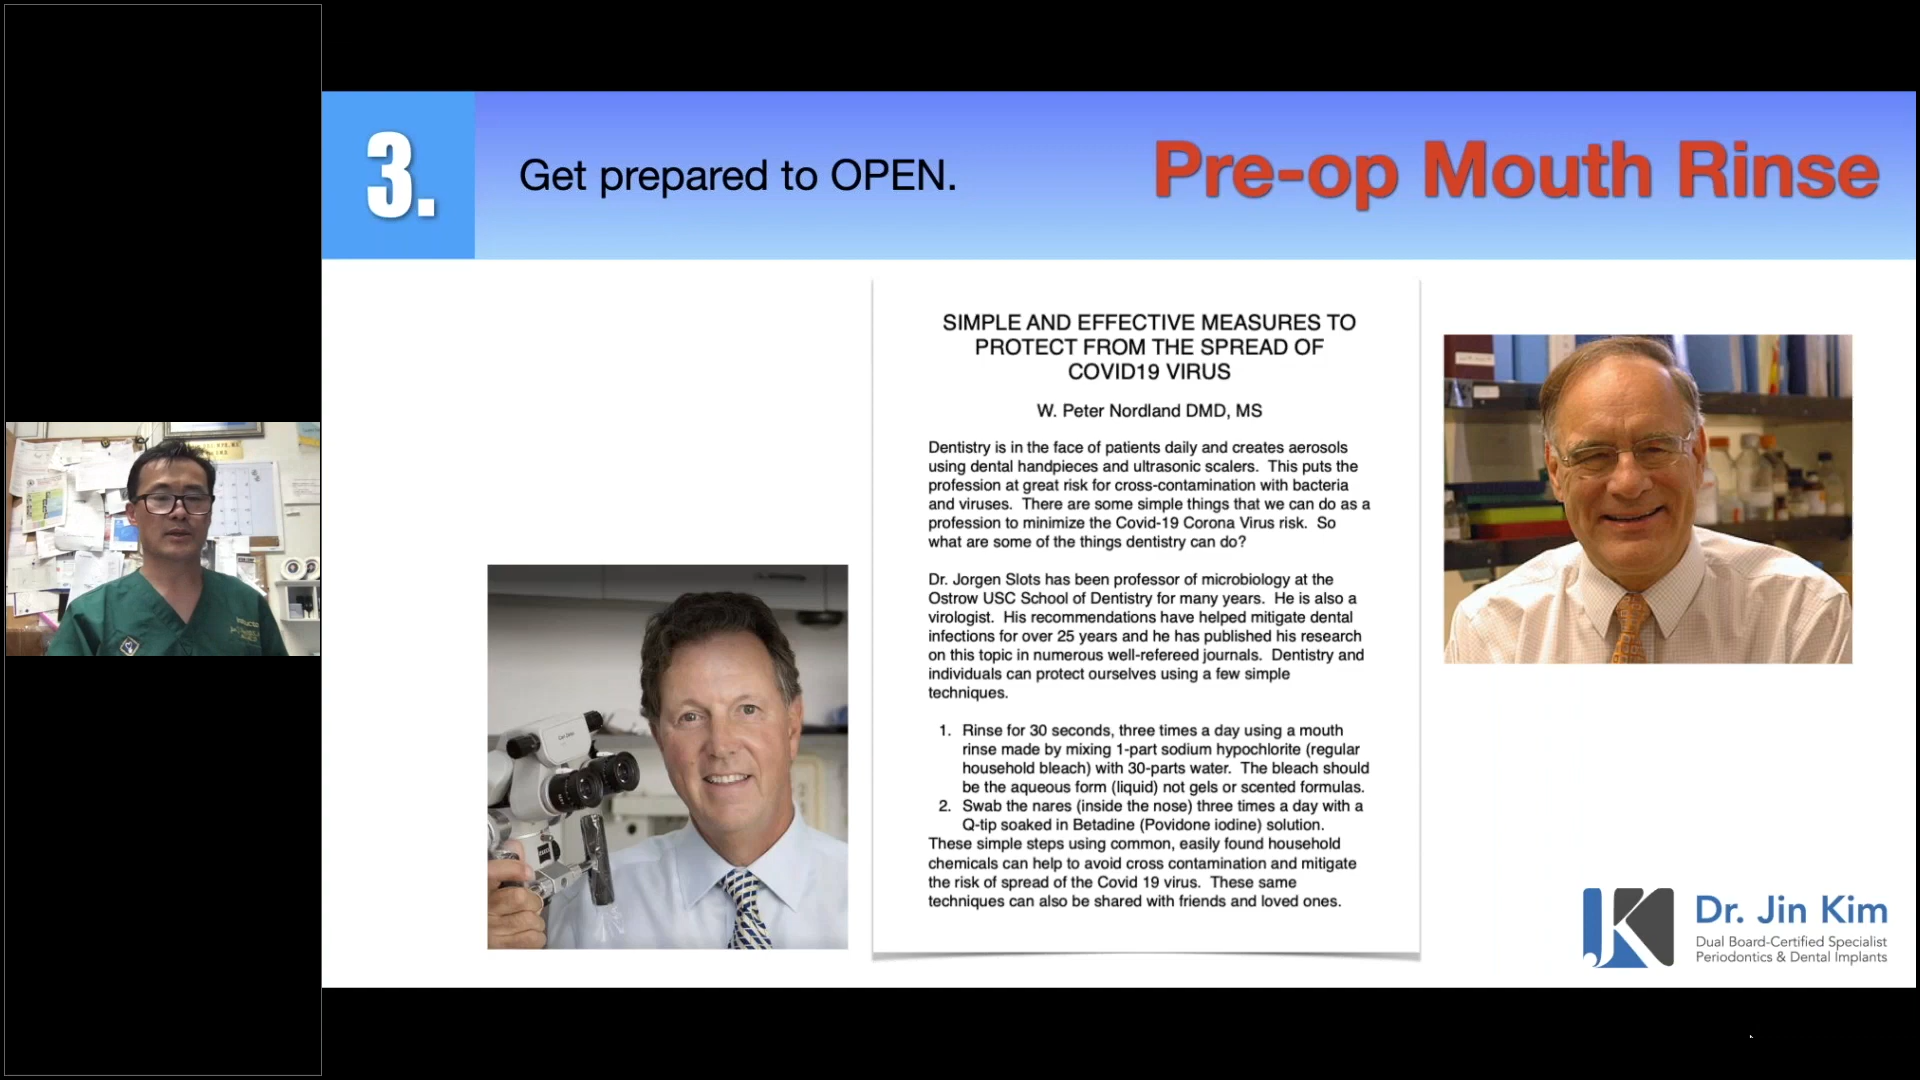 3.
Get prepared to OPEN.
Pre-op Mouth Rinse
SIMPLE AND EFFECTIVE MEASURES TO
PROTECT FROM THE SPREAD OF
COVID19 VIRUS
W. Peter Nordland DMD, MS
Dentistry is in the face of patients daily and creates aerosols
using dental handpieces and ultrasonic scalers.  This puts the
profession at great risk for cross-contamination with bacteria
and viruses.  There are some simple things that we can do as a
profession to minimize the Covid-19 Corona Virus risk.  So
what are some of the things dentistry can do?
Dr. Jorgen Slots has been professor of microbiology at the
Ostrow USC School of Dentistry for many years.  He is also a
virologist.  His recommendations have helped mitigate dental
infections for over 25 years and he has published his research
on this topic in numerous well-refereed journals.  Dentistry and
individuals can protect ourselves using a few simple
techniques.
1. Rinse for 30 seconds, three times a day using a mouth
rinse made by mixing 1-part sodium hypochlorite (regular
household bleach) with 30-parts water.  The bleach should
be the aqueous form (liquid) not gels or scented formulas.
2. Swab the nares (inside the nose) three times a day with a
Q-tip soaked in Betadine (Povidone iodine) solution.
These simple steps using common, easily found household
chemicals can help to avoid cross contamination and mitigate
the risk of spread of the Covid 19 virus.  These same
techniques can also be shared with friends and loved ones.
JK
Dr. Jin Kim
Dual Board-Certified Specialist
Periodontics & Dental Implants